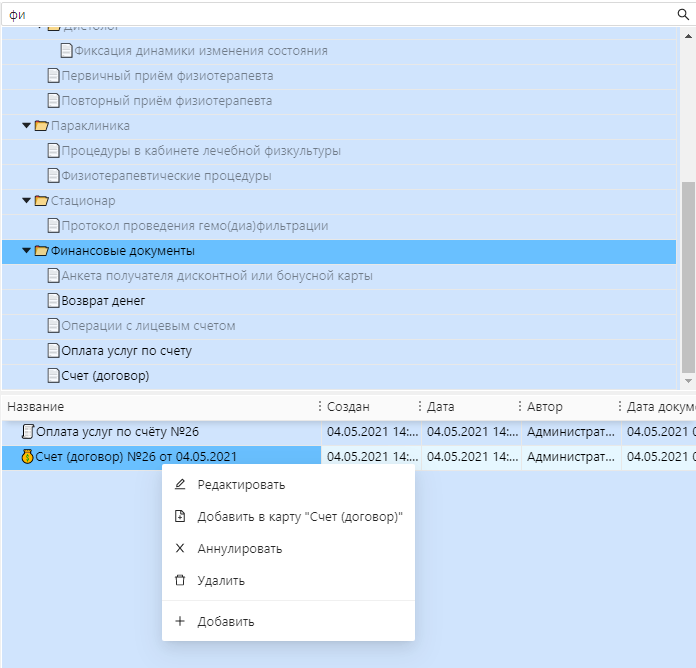 фи
Дистолог
Фиксация динамики изменения состояния
Первичный приём физиотерапевта
Повторный приём физиотерапевта
Параклиника
Процедуры в кабинете лечебной физкультуры
Физиотерапевтические процедуры
Стационар
Протокол проведения гемо(диа)фильтрации
Финансовые документы
Анкета получателя дисконтной или бонусной карты
Возврат денег
Операции с лицевым счетом
Оплата услуг по счету
Счет (договор)
Название Создан Дата Автор Дата докум
Оплата услуг по счёту №26 04.05.2021 14:... 04.05.2021 14:... Администрат... 04.05.2021 0
Счет (договор) №26 от 04.05.2021 04.05.2021 14:... 04.05.2021 14:... Администрат... 04.05.2021 0
Редактировать
Добавить в карту "Счет (договор)"
Аннулировать
Удалить
Добавить